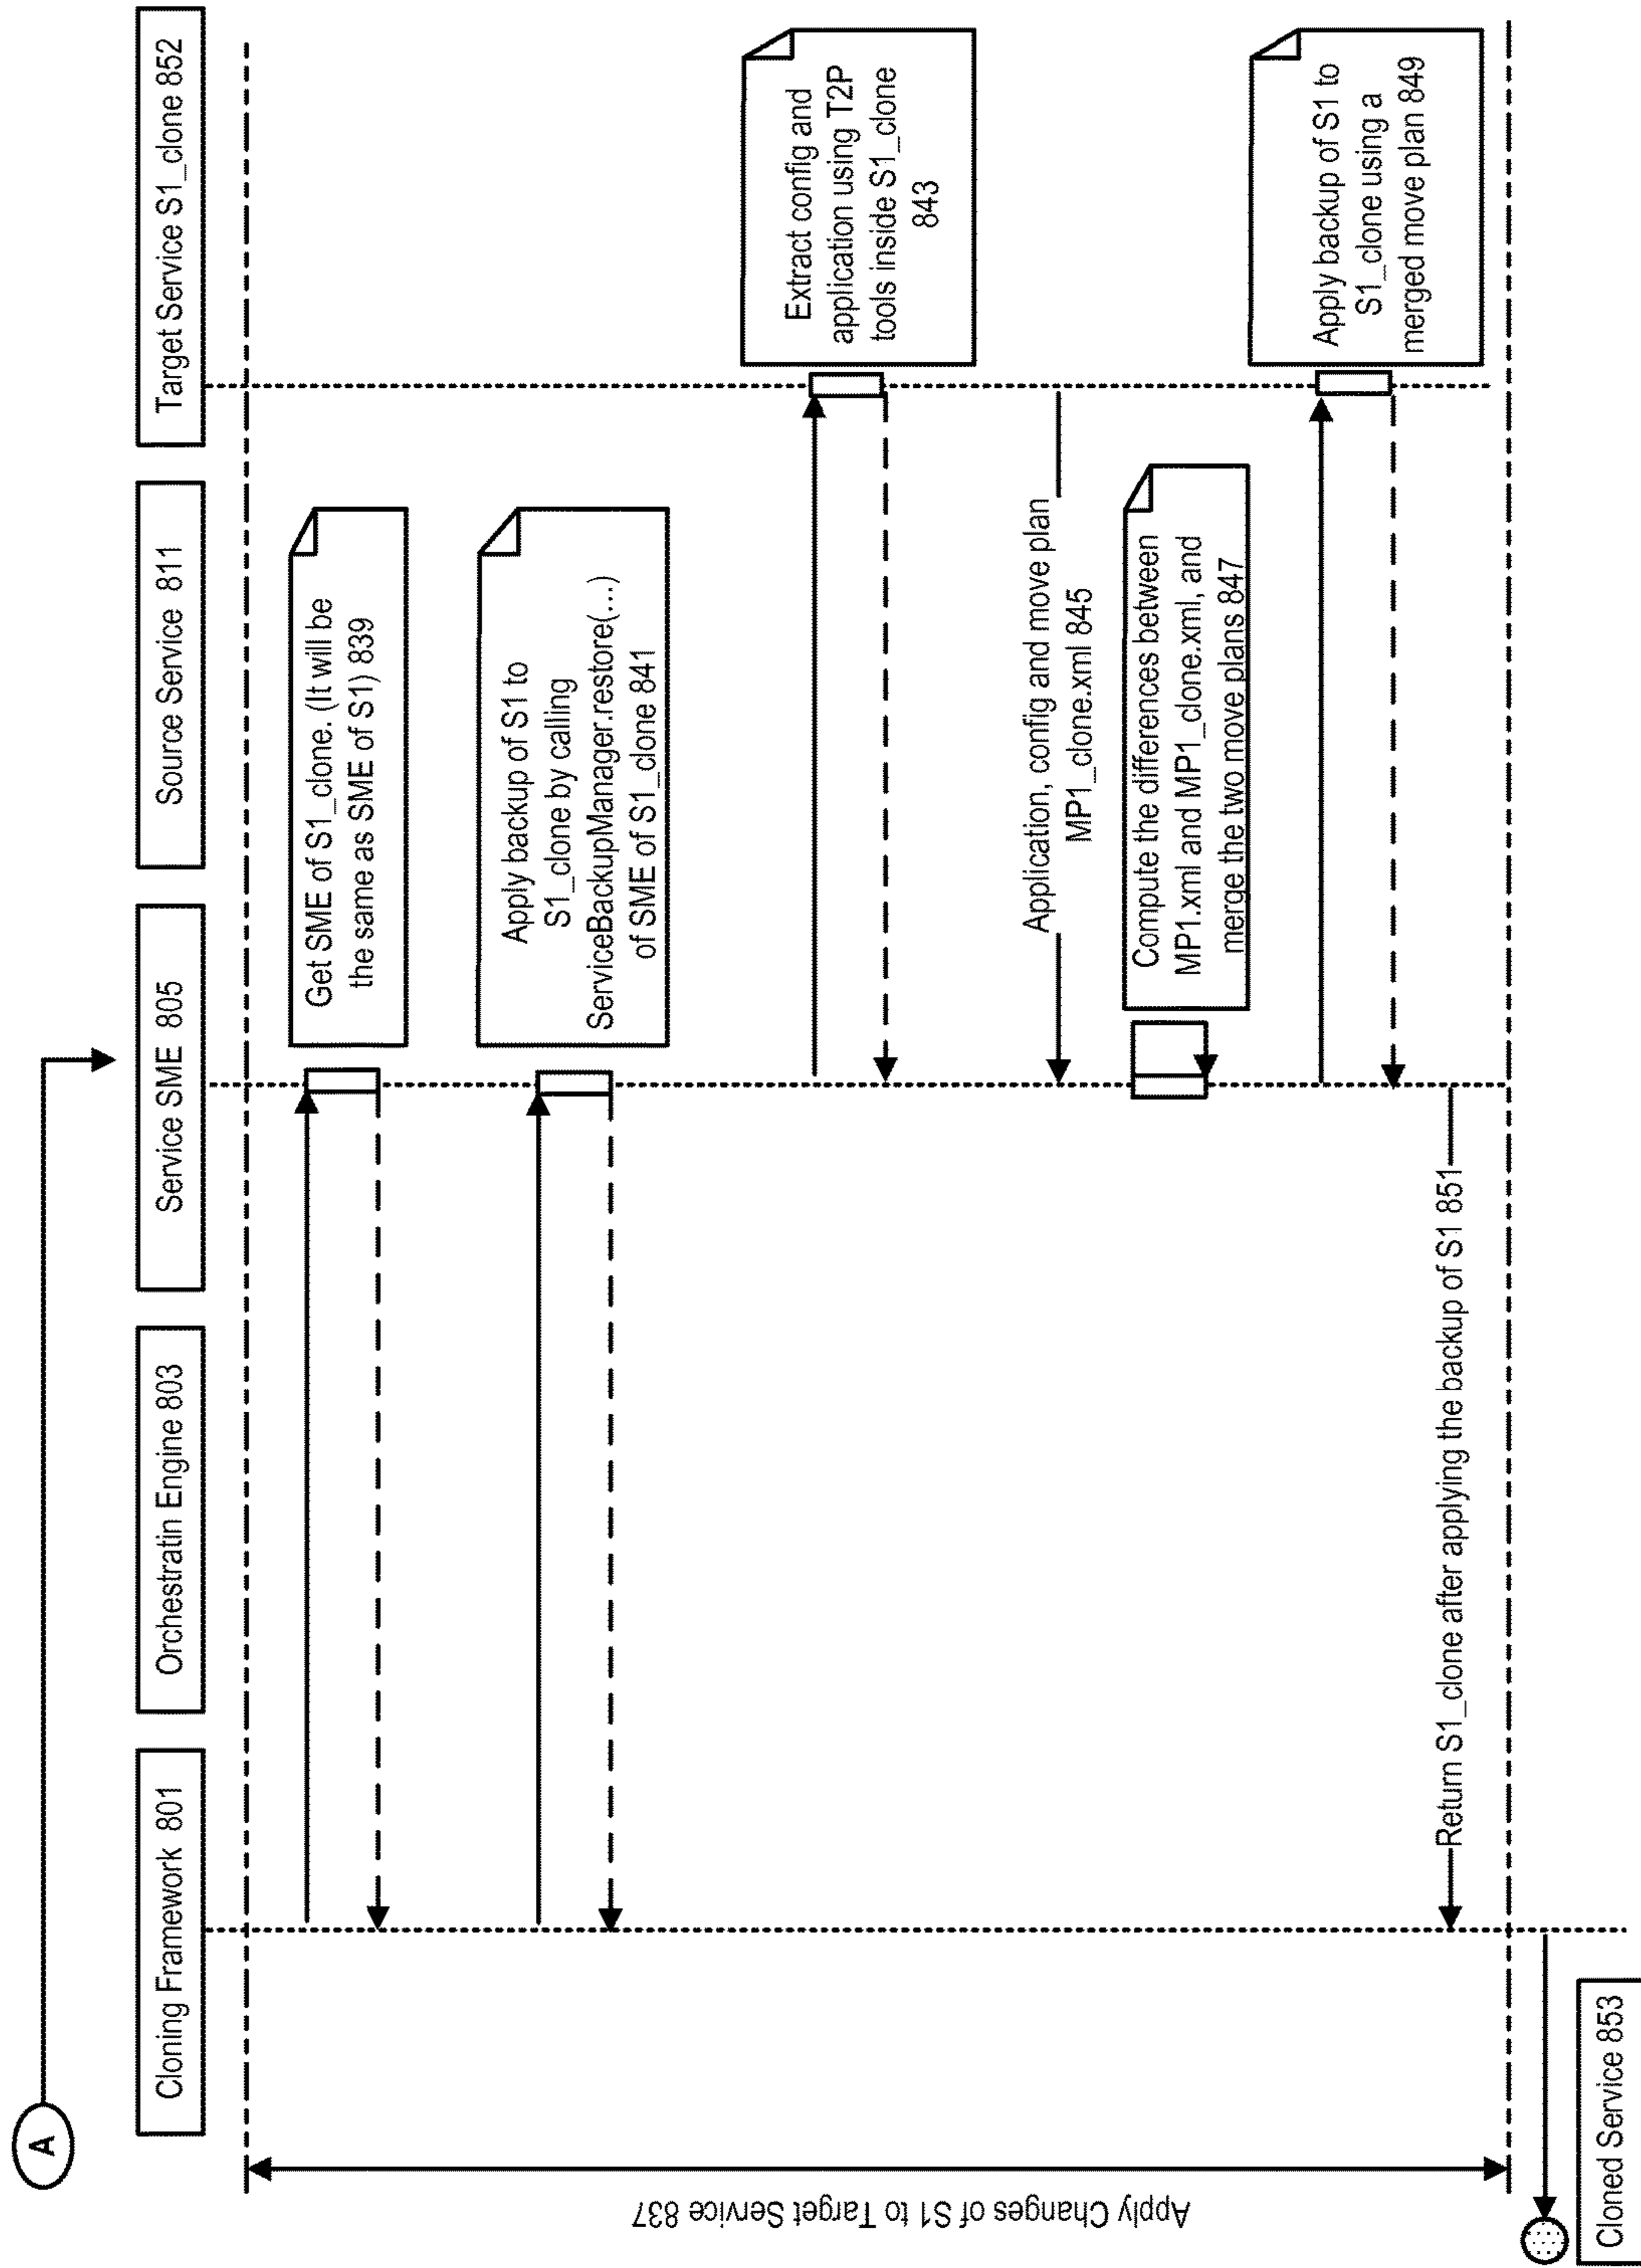 A
Cloning Framework 801
Orchestratin Engine 803
Service SME 805
Source Service 811
Target Service S1_clone 852
Get SME of S1_clone. (It will be
the same as SME of S1) 839
Apply backup of S1 to
S1_clone by calling
ServiceBackupManager.restore(...)
of SME of S1_clone 841
Extract config and
application using T2P
tools inside S1_clone
843
Application, config and move plan
MP1_clone.xml 845
Compute the differences between
MP1.xml and MP1_clone.xml, and
merge the two move plans 847
Apply backup of S1 to
S1_clone using a
merged move plan 849
Return S1_clone after applying the backup of S1 851
Apply Changes of S1 to Target Service 837
Cloned Service 853